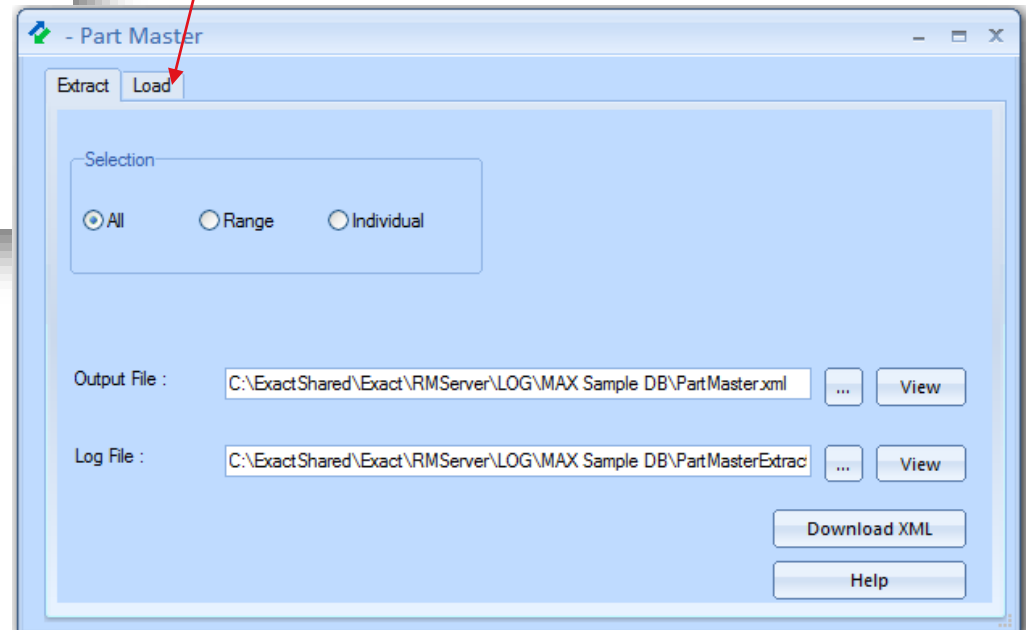 - Part Master
Extract Load
Selection
All Range Individual
Output File : C:\ExactShared\Exact\RMServer\LOG\MAX Sample DB\PartMaster.xml ... View
Log File : C:\ExactShared\Exact\RMServer\LOG\MAX Sample DB\PartMasterExtract ... View
Download XML
Help